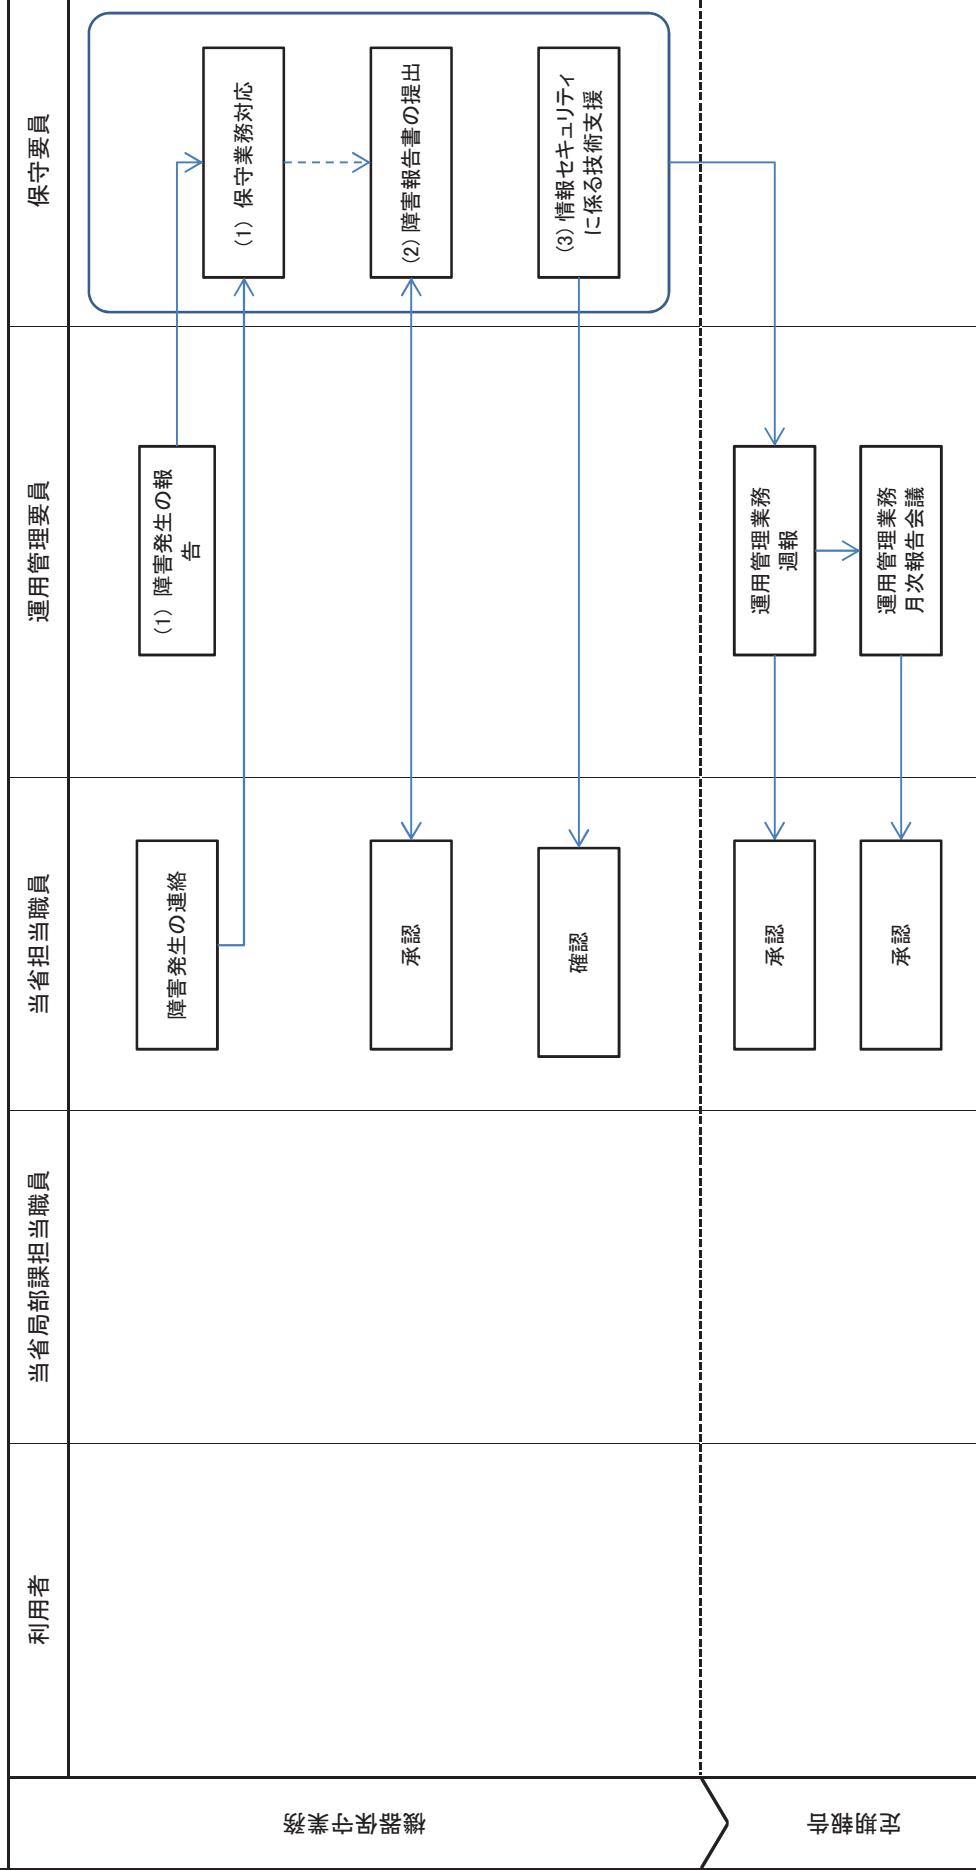 利用者
当省局部課担当職員
当省担当職員
運用管理要員
保守要員
機器保守業務
障害発生の連絡
(1) 障害発生の報
告
(1) 保守業務対応
承認
(2) 障害報告書の提出
確認
(3) 情報セキュリティ
に係る技術支援
定期報告
承認
運用管理業務
週報
承認
運用管理業務
月次報告会議